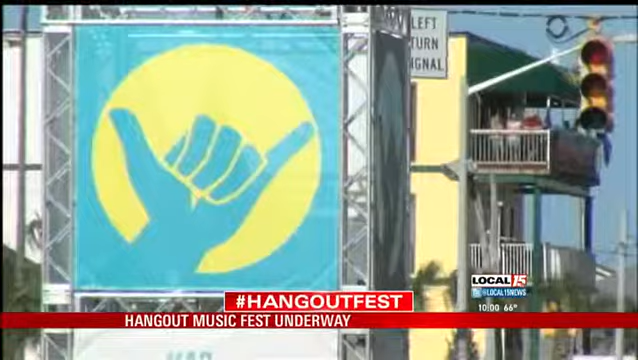 LEFT
TURN
SIGNAL
#HANGOUTFEST
HANGOUT MUSIC FEST UNDERWAY
LOCAL 15
@LOCAL15NEWS
10:00 66°